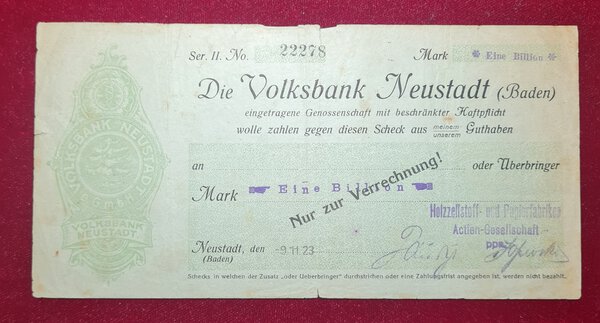 Ser. II. No. 22278 Mark * Eine Billion *
Die Volksbank Neustadt (Baden)
eingetragene Genossenschaft mit beschränkter Haftpflicht
wolle zahlen gegen diesen Scheck aus meinem unserem Guthaben
an oder Überbringer
Mark Eine Billion
Nur zur Verrechnung!
Holzzellstoff- und Papierfabriken
Actien-Gesellschaft
ppa.
Neustadt, den 9.11.23
(Baden)
Schecks in welchen der Zusatz „oder Ueberbringer" durchstrichen oder eine Zahlungsfrist angegeben ist, werden nicht bezahlt.
VOLKSBANK NEUSTADT
VOLKSBANK
NEUSTADT